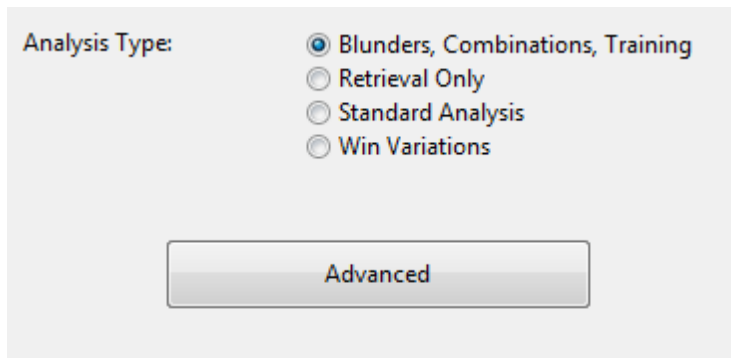 Analysis Type:
Blunders, Combinations, Training
Retrieval Only
Standard Analysis
Win Variations
Advanced